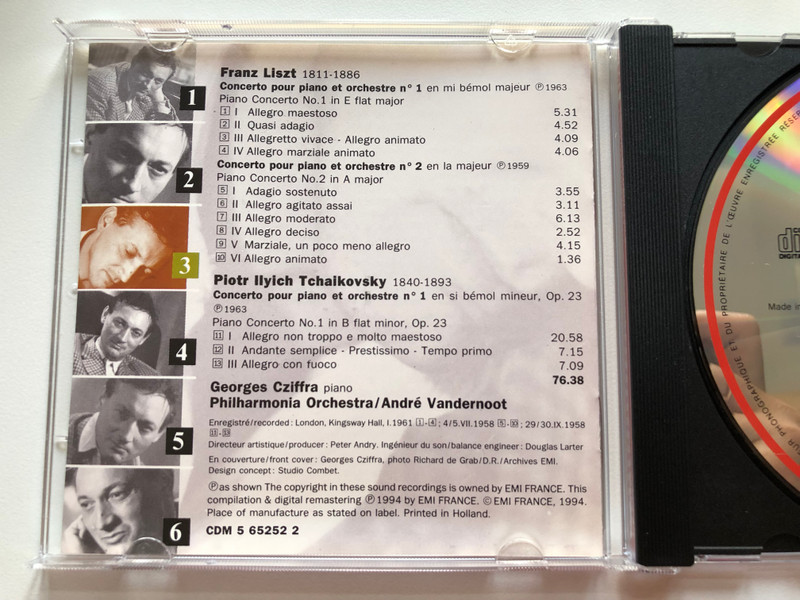 1
2
3
4
5
6
Franz Liszt 1811-1886
Concerto pour piano et orchestre n° 1 en mi bémol majeur ℗1963
Piano Concerto No.1 in E flat major
1 I Allegro maestoso 5.31
2 II Quasi adagio 4.52
3 III Allegretto vivace - Allegro animato 4.09
4 IV Allegro marziale animato 4.06
Concerto pour piano et orchestre n° 2 en la majeur ℗1959
Piano Concerto No.2 in A major
5 I Adagio sostenuto 3.55
6 II Allegro agitato assai 3.11
7 III Allegro moderato 6.13
8 IV Allegro deciso 2.52
9 V Marziale, un poco meno allegro 4.15
10 VI Allegro animato 1.36
Piotr Ilyich Tchaikovsky 1840-1893
Concerto pour piano et orchestre n° 1 en si bémol mineur, Op. 23
℗1963
Piano Concerto No.1 in B flat minor, Op. 23
11 I Allegro non troppo e molto maestoso 20.58
12 II Andante semplice - Prestissimo - Tempo primo 7.15
13 III Allegro con fuoco 7.09
76.38
Georges Cziffra piano
Philharmonia Orchestra/André Vandernoot
Enregistré/recorded: London, Kingsway Hall, I.1961 1-4; 4/5.VII.1958 5-10; 29/30.IX.1958
11-13
Directeur artistique/producer: Peter Andry. Ingénieur du son/balance engineer: Douglas Larter
En couverture/front cover: Georges Cziffra, photo Richard de Grab/D.R./Archives EMI.
Design concept: Studio Combet.
℗as shown The copyright in these sound recordings is owned by EMI FRANCE. This
compilation & digital remastering ℗1994 by EMI FRANCE. ©EMI FRANCE, 1994.
Place of manufacture as stated on label. Printed in Holland.
CDM 5 65252 2
PHONOGRAPHIQUE ET DU PROPRIÉTAIRE DE L'ŒUVRE ENREGISTRÉE
Made in